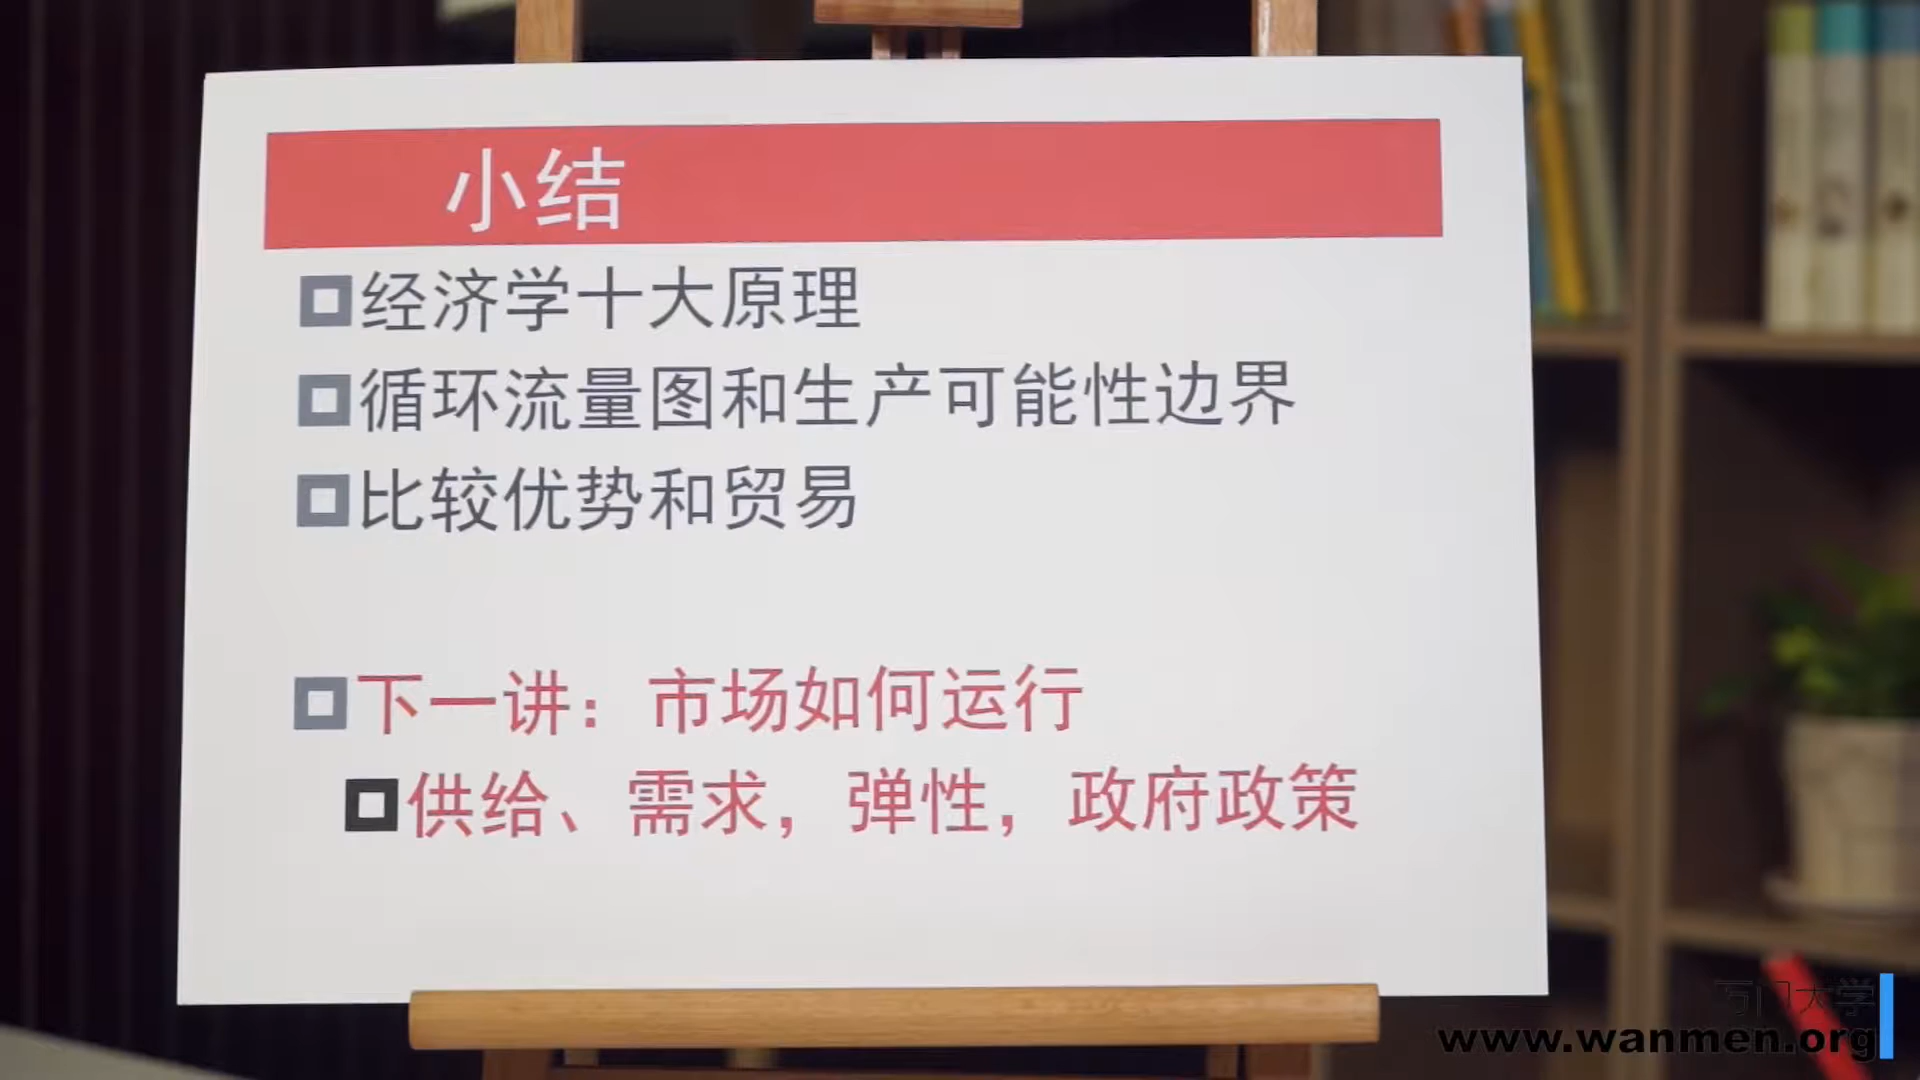 小结
经济学十大原理
循环流量图和生产可能性边界
比较优势和贸易
下一讲：市场如何运行
供给、需求，弹性，政府政策
万门大学
www.wanmen.org